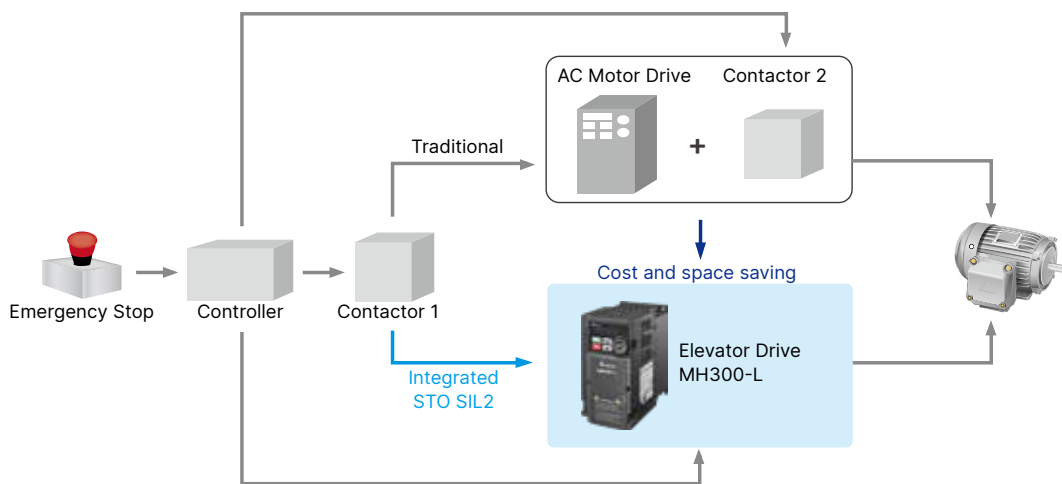 AC Motor Drive
Contactor 2
Traditional
+
Cost and space saving
Emergency Stop
Controller
Contactor 1
Elevator Drive
MH300-L
Integrated
STO SIL2